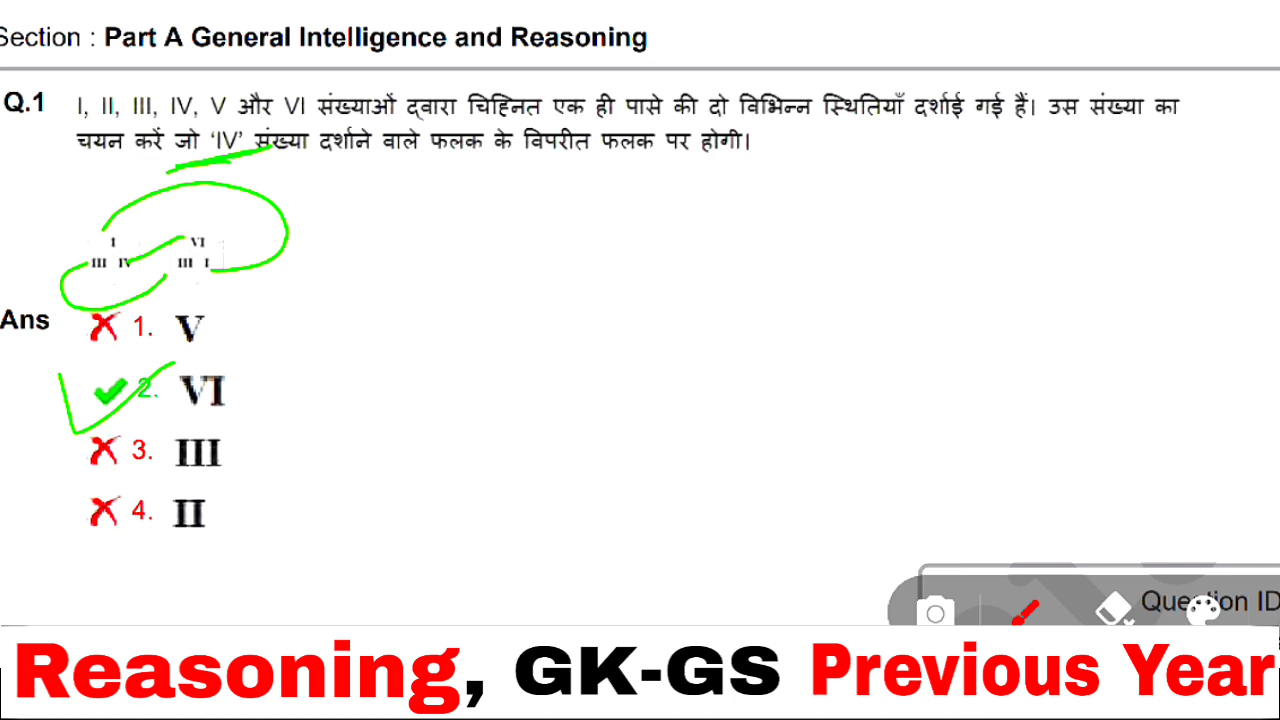 Section : Part A General Intelligence and Reasoning
Q.1 I, II, III, IV, V और VI संख्याओं द्वारा चिह्नित एक ही पासे की दो विभिन्न स्थितियाँ दर्शाई गई हैं। उस संख्या का
चयन करें जो 'IV' संख्या दर्शाने वाले फलक के विपरीत फलक पर होगी।
I VI
III IV III I
Ans 1. V
2. VI
3. III
4. II
Question ID
Reasoning, GK-GS Previous Year